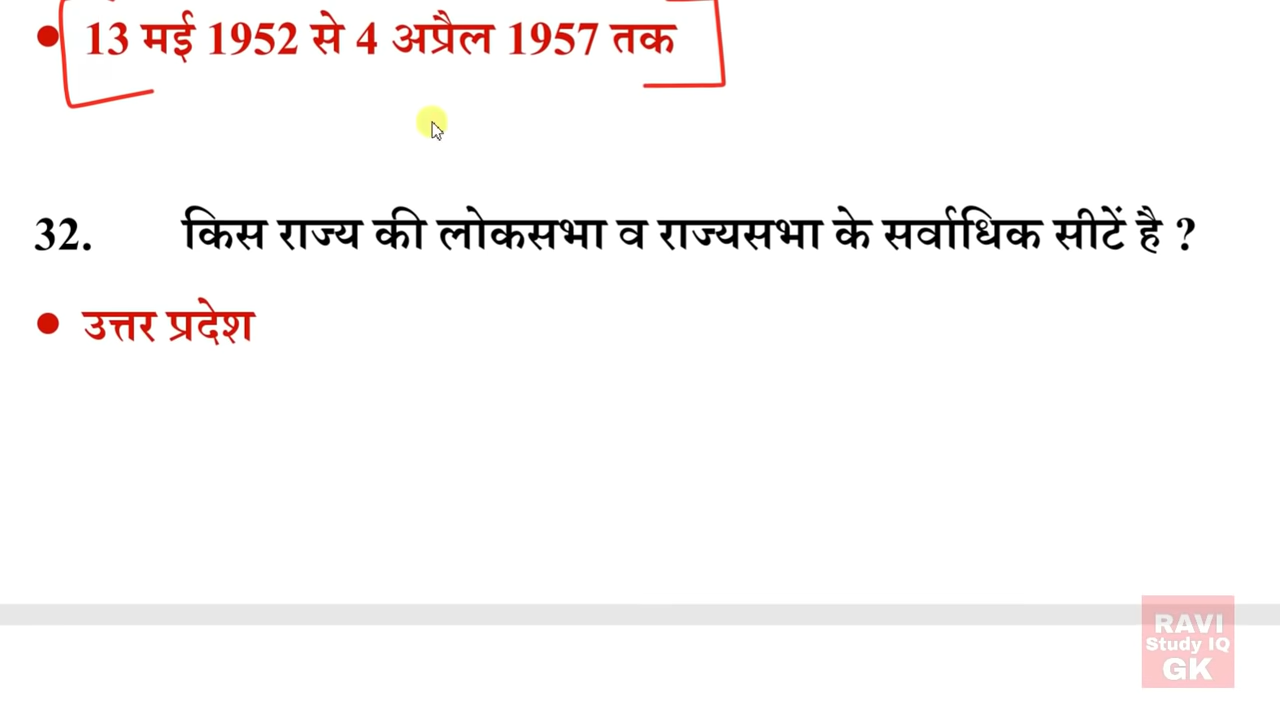 • 13 मई 1952 से 4 अप्रैल 1957 तक
32. किस राज्य की लोकसभा व राज्यसभा के सर्वाधिक सीटें है ?
• उत्तर प्रदेश
RAVI
Study IQ
GK